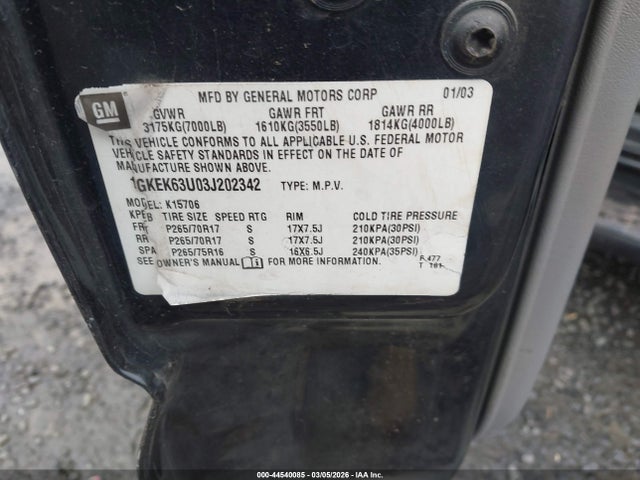 GM
MFD BY GENERAL MOTORS CORP 01/03
GVWR GAWR FRT GAWR RR
3175KG(7000LB) 1610KG(3550LB) 1814KG(4000LB)
THIS VEHICLE CONFORMS TO ALL APPLICABLE U.S. FEDERAL MOTOR
VEHICLE SAFETY STANDARDS IN EFFECT ON THE DATE OF
MANUFACTURE SHOWN ABOVE.
1GKEK63U03J202342 TYPE: M.P.V.
MODEL: K15706
TIRE SIZE SPEED RTG RIM COLD TIRE PRESSURE
P265/70R17 S 17X7.5J 210KPA(30PSI)
RR P265/70R17 S 17X7.5J 210KPA(30PSI)
SPA P265/75R16 S 16X6.5J 240KPA(35PSI)
SEE OWNER'S MANUAL FOR MORE INFORMATION.
477
T 181
000-44540085 | 03/05/2026 | IAA Inc.